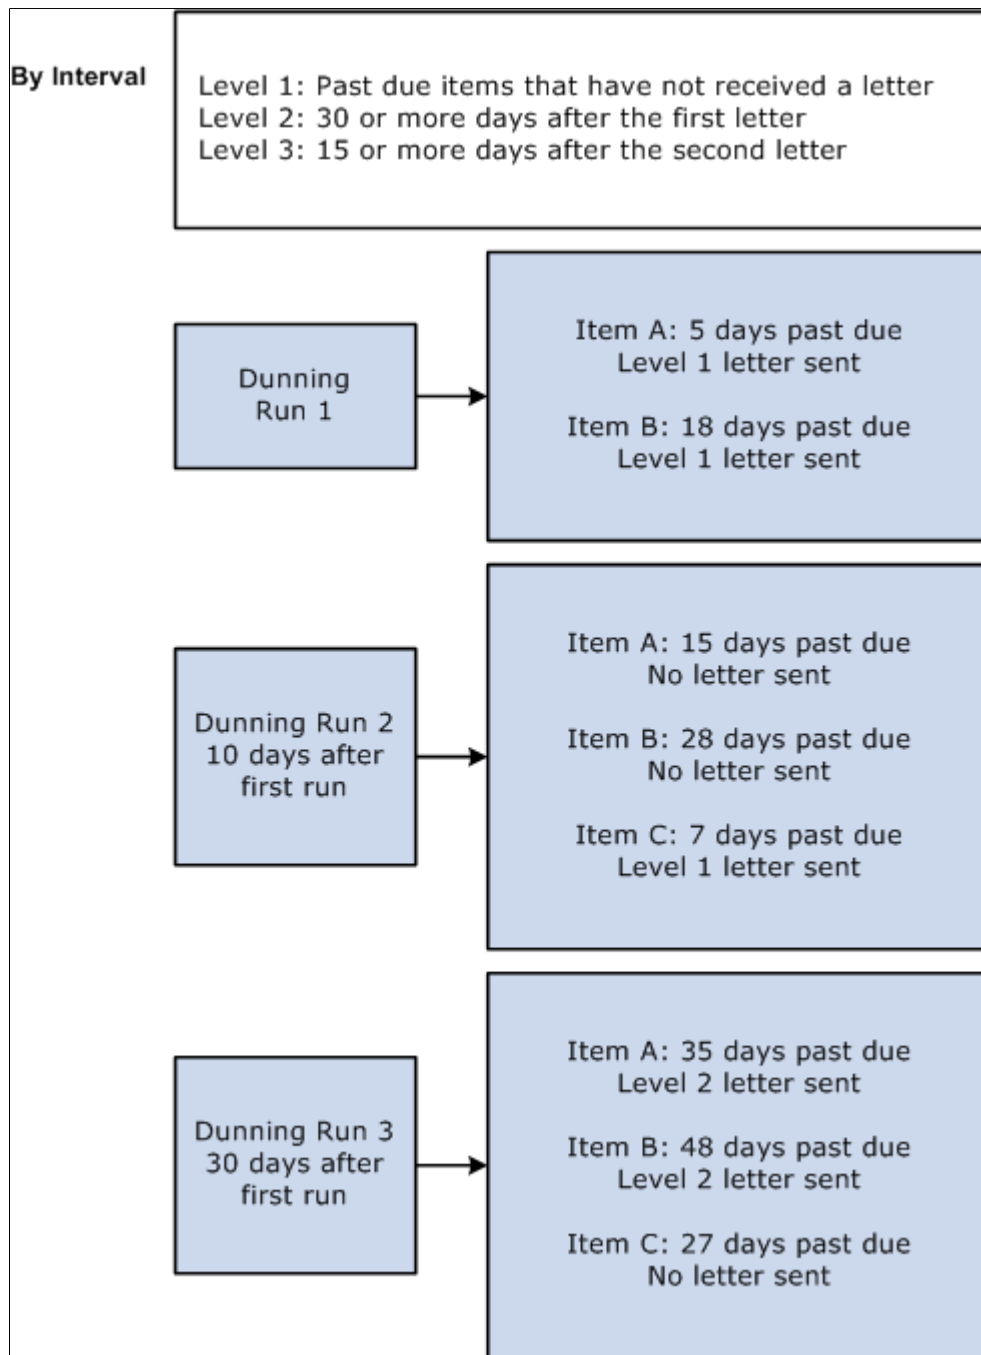 By Interval
Level 1: Past due items that have not received a letter
Level 2: 30 or more days after the first letter
Level 3: 15 or more days after the second letter
Dunning
Run 1
Item A: 5 days past due
Level 1 letter sent
Item B: 18 days past due
Level 1 letter sent
Dunning Run 2
10 days after
first run
Item A: 15 days past due
No letter sent
Item B: 28 days past due
No letter sent
Item C: 7 days past due
Level 1 letter sent
Dunning Run 3
30 days after
first run
Item A: 35 days past due
Level 2 letter sent
Item B: 48 days past due
Level 2 letter sent
Item C: 27 days past due
No letter sent